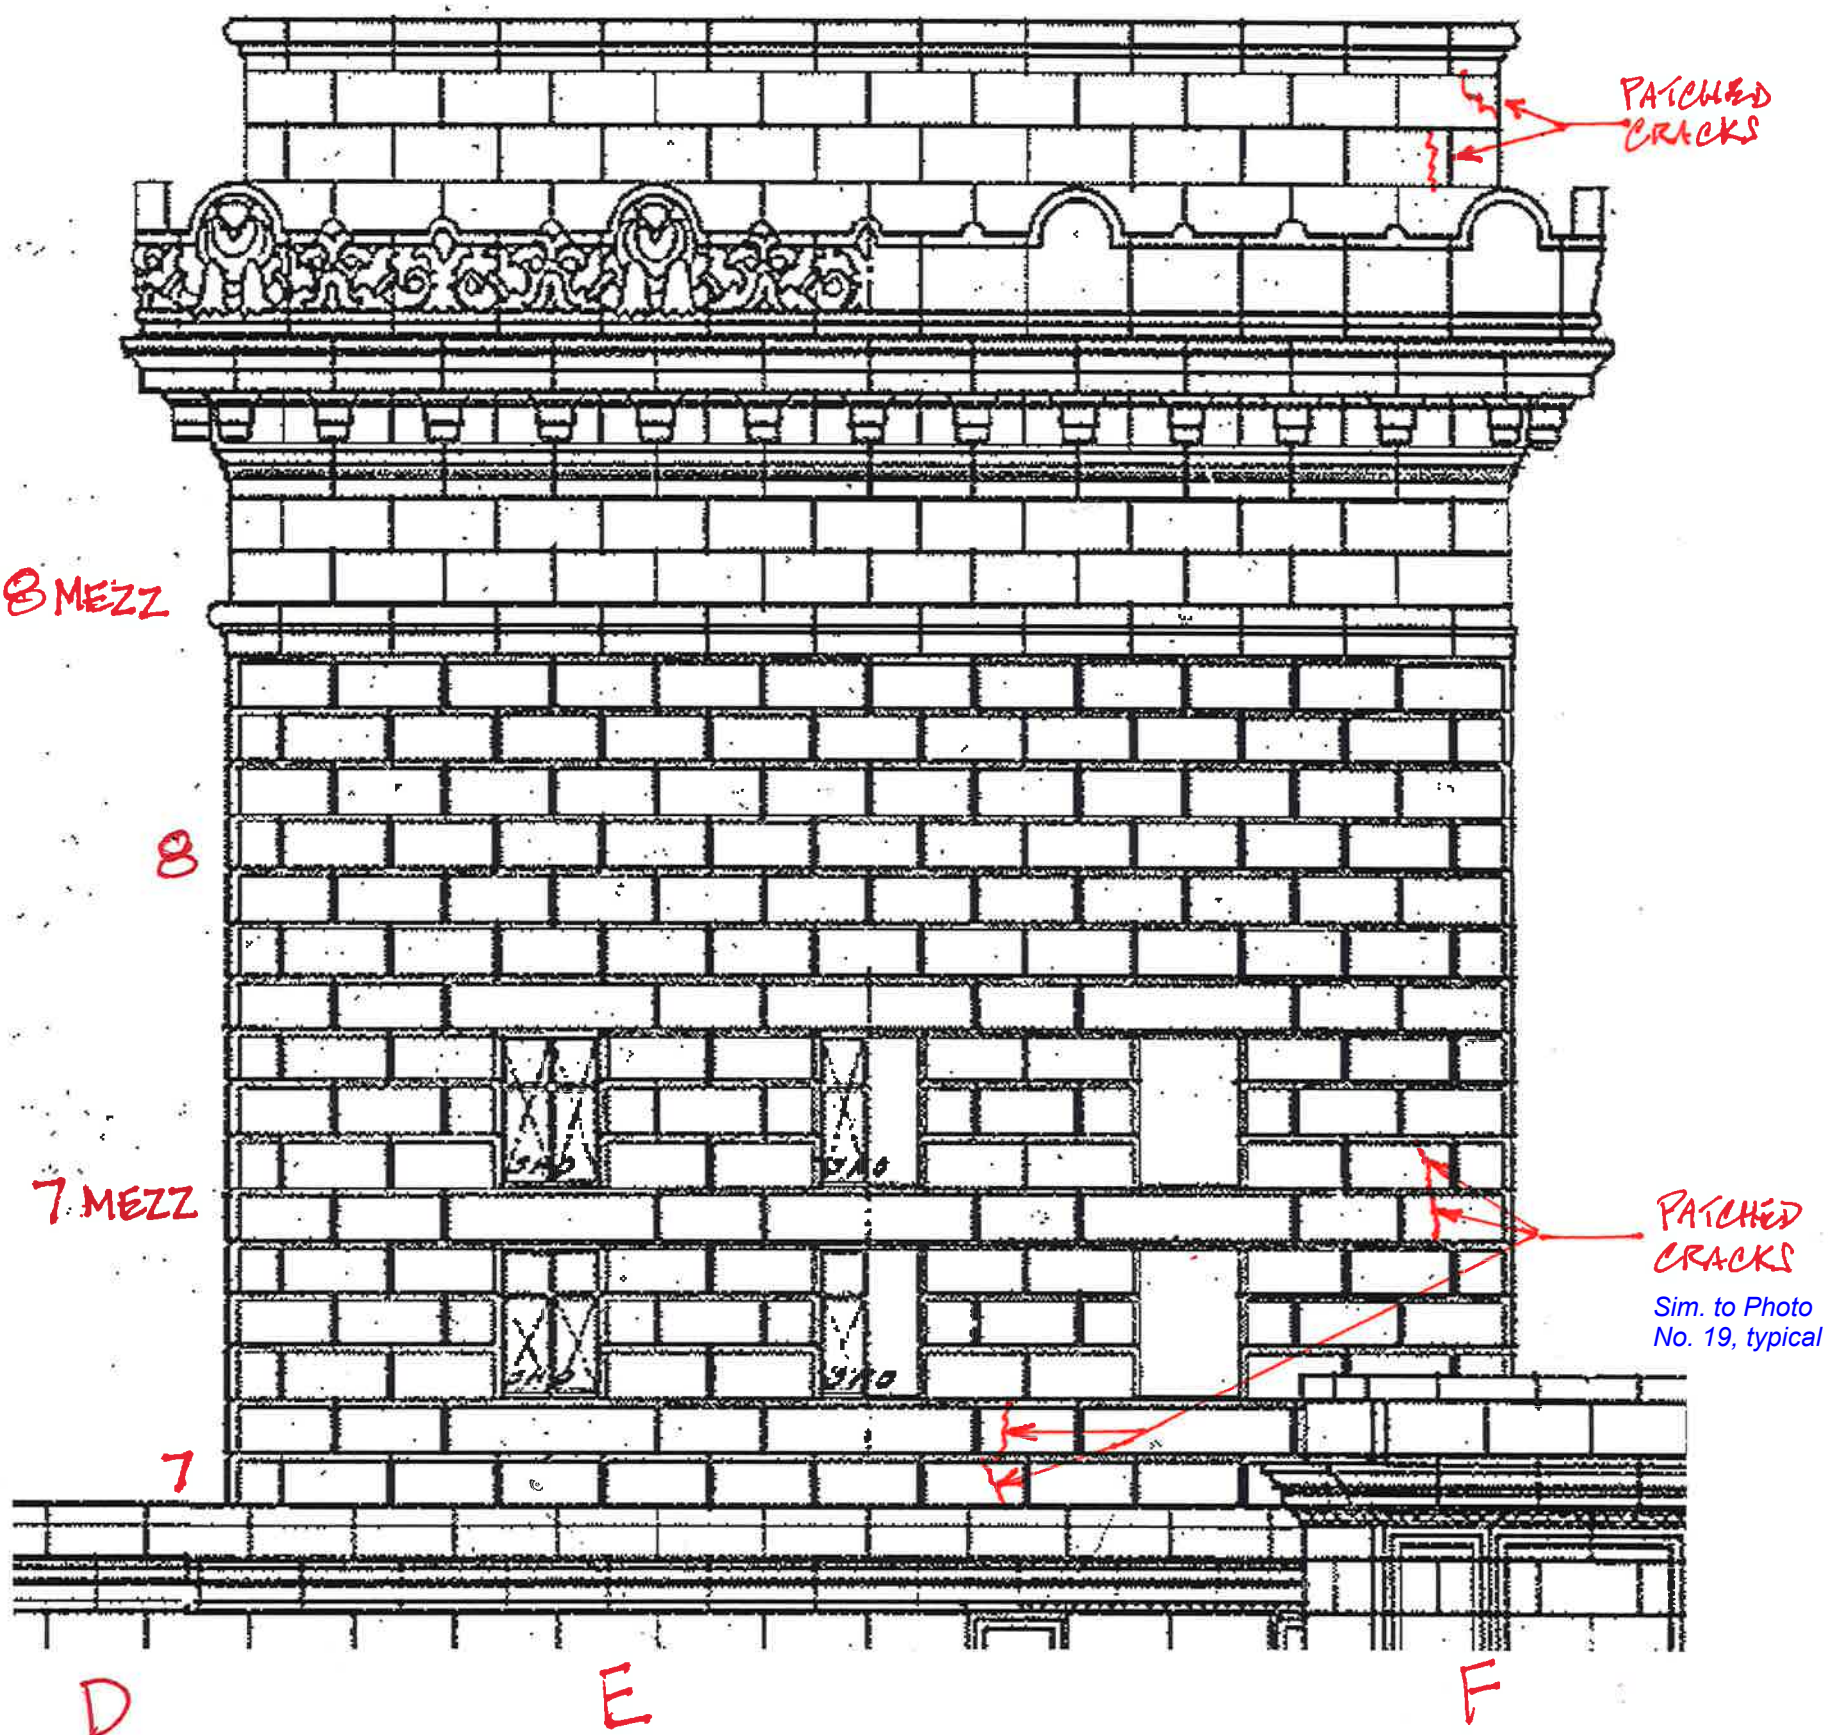 PATCHED
CRACKS
8 MEZZ
8
7 MEZZ
PATCHED
CRACKS
Sim. to Photo
No. 19, typical
7
D
E
F